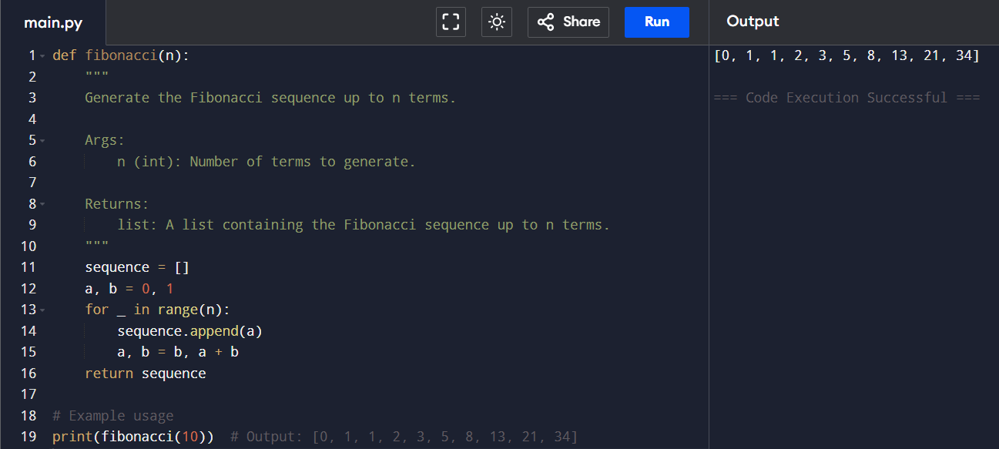 main.py
Share
Run
Output
1 def fibonacci(n):
2     """
3     Generate the Fibonacci sequence up to n terms.
4
5     Args:
6         n (int): Number of terms to generate.
7
8     Returns:
9         list: A list containing the Fibonacci sequence up to n terms.
10     """
11     sequence = []
12     a, b = 0, 1
13     for _ in range(n):
14         sequence.append(a)
15         a, b = b, a + b
16     return sequence
17
18 # Example usage
19 print(fibonacci(10))  # Output: [0, 1, 1, 2, 3, 5, 8, 13, 21, 34]
[0, 1, 1, 2, 3, 5, 8, 13, 21, 34]
=== Code Execution Successful ===